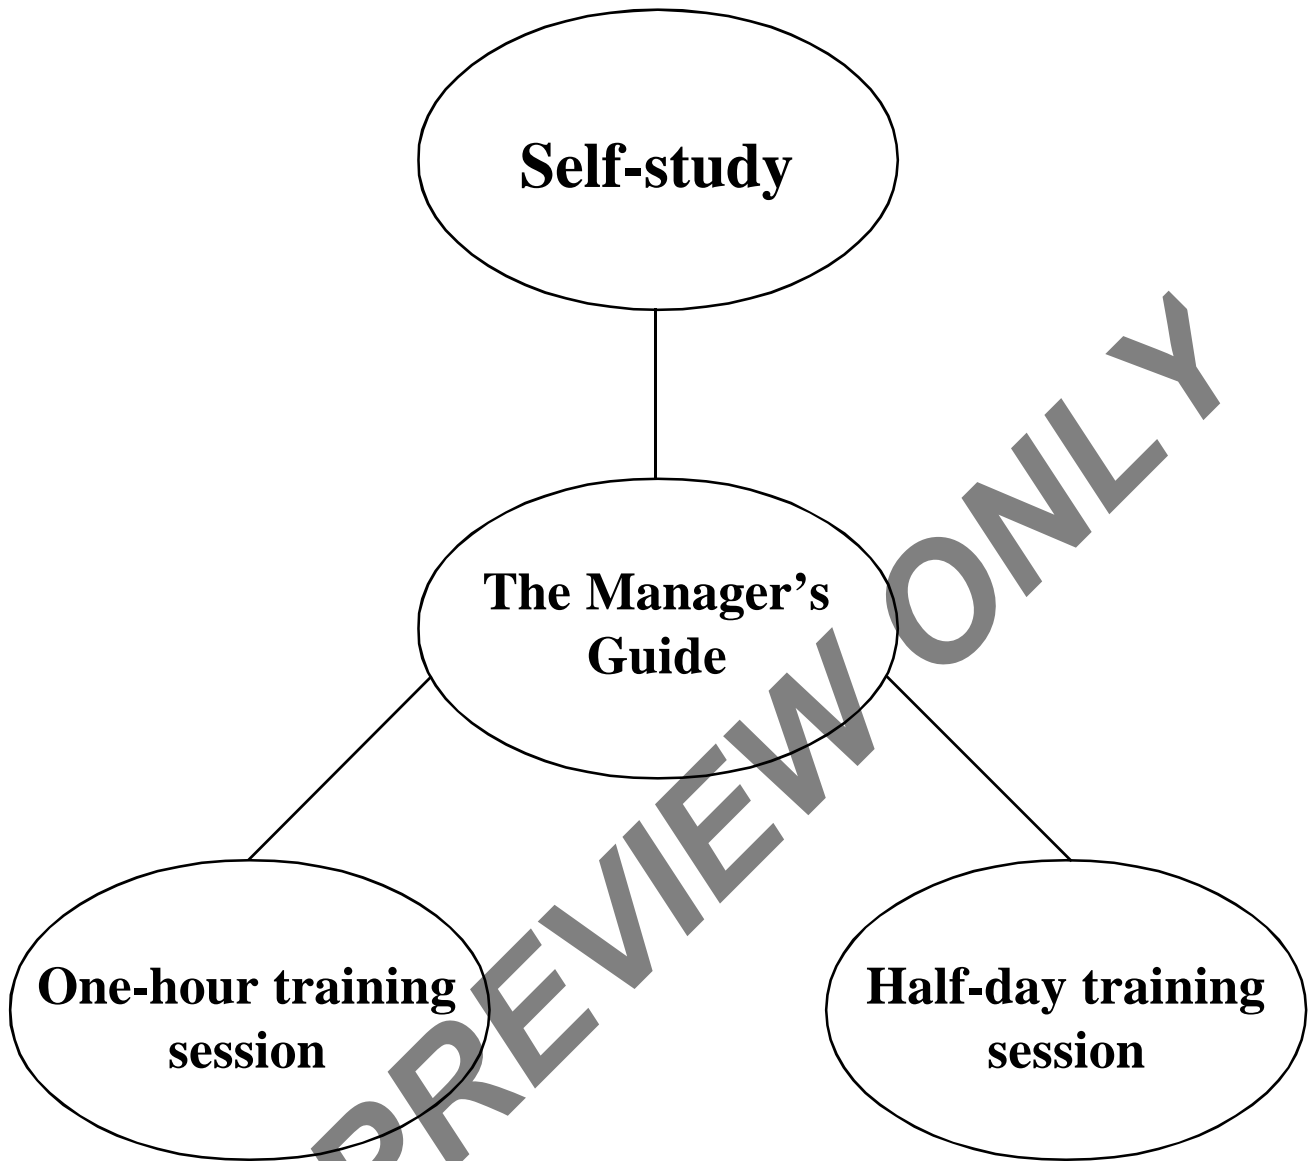 Self-study
The Manager’s
Guide
One-hour training
session
Half-day training
session
PREVIEW ONLY